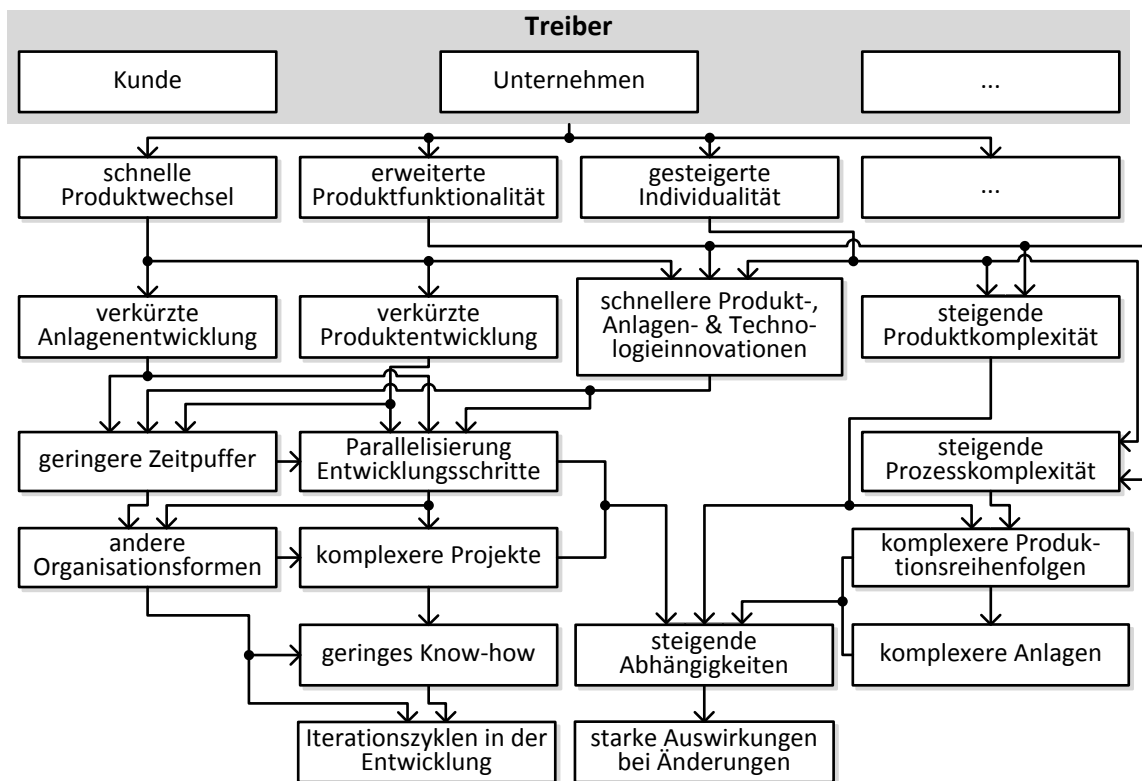 Treiber
Kunde
Unternehmen
...
schnelle
Produktwechsel
erweiterte
Produktfunktionalität
gesteigerte
Individualität
...
verkürzte
Anlagenentwicklung
verkürzte
Produktentwicklung
schnellere Produkt-,
Anlagen- & Techno-
logieinnovationen
steigende
Produktkomplexität
geringere Zeitpuffer
Parallelisierung
Entwicklungsschritte
steigende
Prozesskomplexität
andere
Organisationsformen
komplexere Projekte
komplexere Produk-
tionsreihenfolgen
geringes Know-how
steigende
Abhängigkeiten
komplexere Anlagen
Iterationszyklen in der
Entwicklung
starke Auswirkungen
bei Änderungen